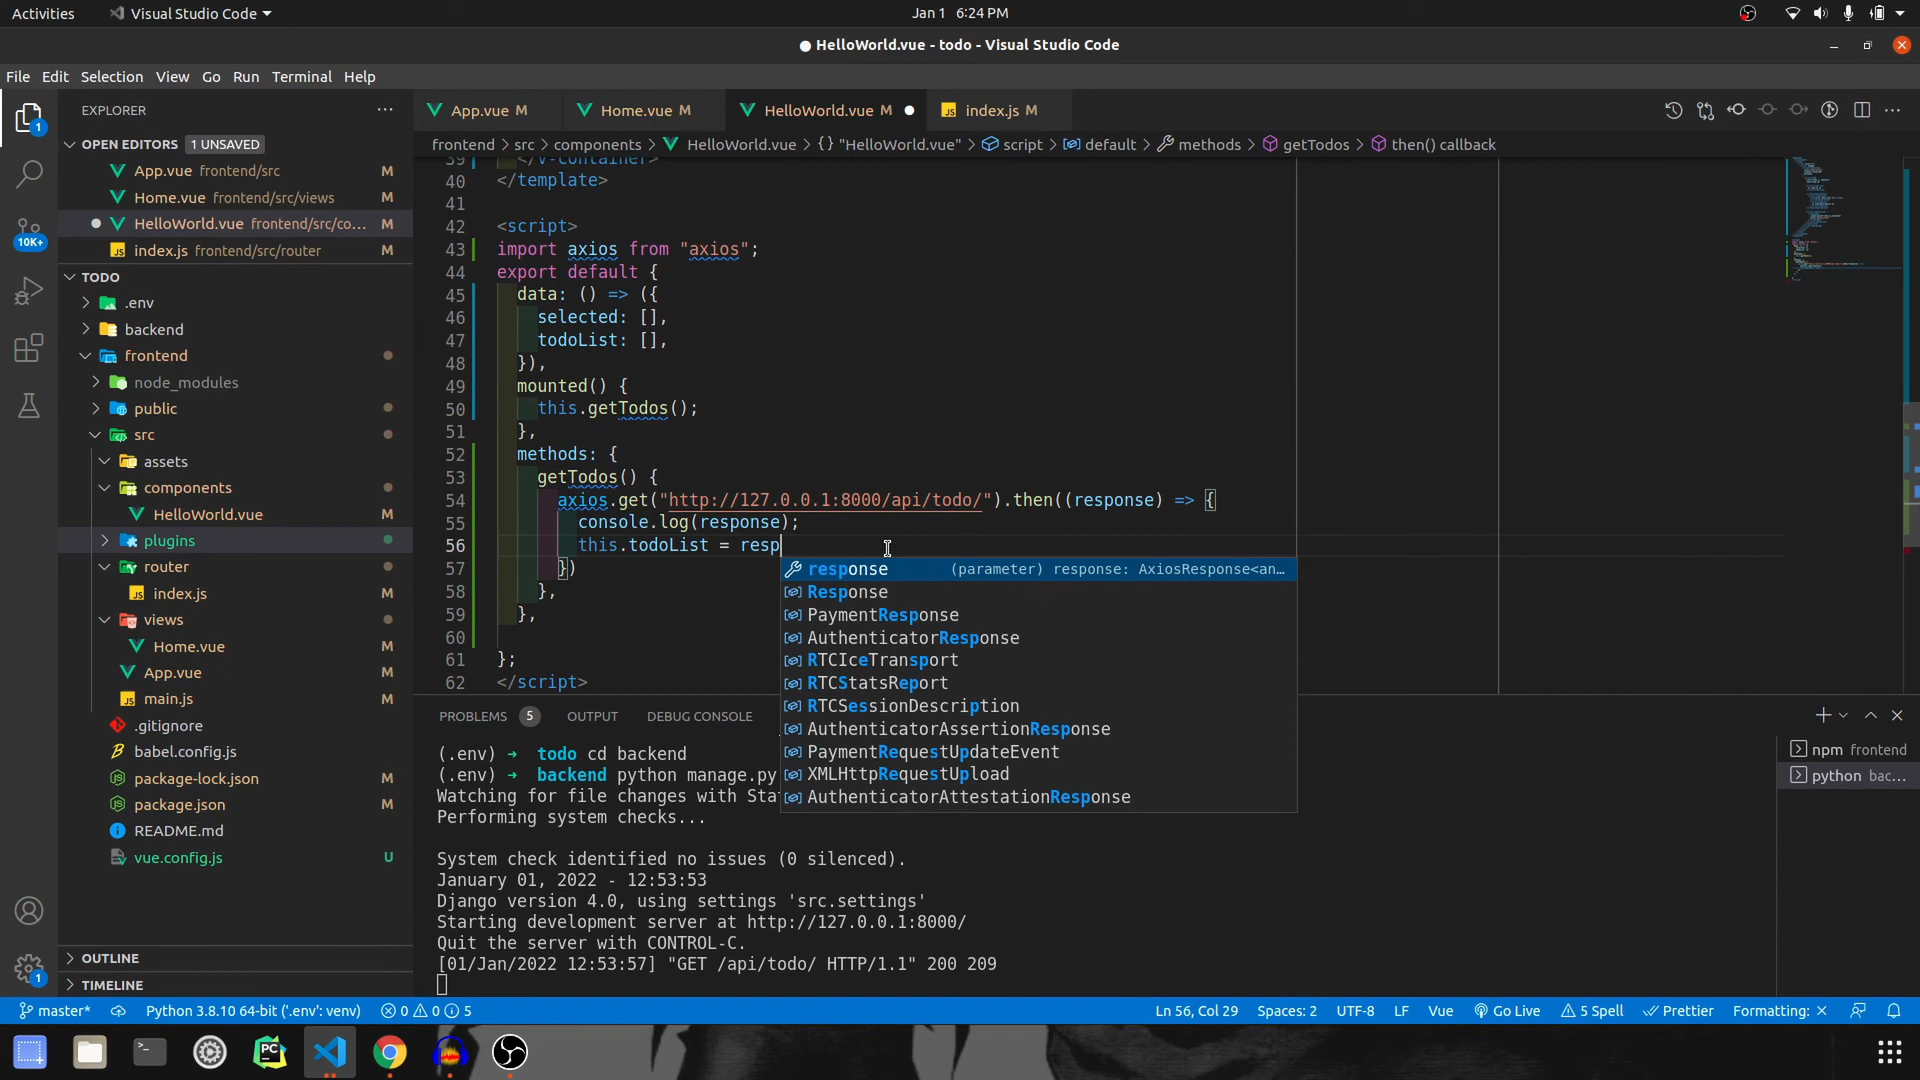 Activities
Visual Studio Code
Jan 1 6:24 PM
HelloWorld.vue - todo - Visual Studio Code
File Edit Selection View Go Run Terminal Help
EXPLORER
OPEN EDITORS 1 UNSAVED
App.vue frontend/src M
Home.vue frontend/src/views M
HelloWorld.vue frontend/src/co... M
index.js frontend/src/router M
TODO
.env
backend
frontend
node_modules
public
src
assets
components
HelloWorld.vue M
plugins
router
index.js M
views
Home.vue M
App.vue M
main.js M
.gitignore
babel.config.js
package-lock.json M
package.json M
README.md
vue.config.js U
OUTLINE
TIMELINE
1
10K+
1
App.vue M
Home.vue M
HelloWorld.vue M
JS index.js M
frontend > src > components > HelloWorld.vue > {} "HelloWorld.vue" > script > default > methods > getTodos > then() callback
39 </v-container>
40 </template>
41
42 <script>
43 import axios from "axios";
44 export default {
45 data: () => ({
46 selected: [],
47 todoList: [],
48 }),
49 mounted() {
50 this.getTodos();
51 },
52 methods: {
53 getTodos() {
54 axios.get("http://127.0.0.1:8000/api/todo/").then((response) => {
55 console.log(response);
56 this.todoList = resp
57 })
58 },
59 },
60
61 };
62 </script>
response (parameter) response: AxiosResponse<an...
Response
PaymentResponse
AuthenticatorResponse
RTCIceTransport
RTCStatsReport
RTCSessionDescription
AuthenticatorAssertionResponse
PaymentRequestUpdateEvent
XMLHttpRequestUpload
AuthenticatorAttestationResponse
PROBLEMS 5 OUTPUT DEBUG CONSOLE
(.env) → todo cd backend
(.env) → backend python manage.py
Watching for file changes with Sta
Performing system checks...
System check identified no issues (0 silenced).
January 01, 2022 - 12:53:53
Django version 4.0, using settings 'src.settings'
Starting development server at http://127.0.0.1:8000/
Quit the server with CONTROL-C.
[01/Jan/2022 12:53:57] "GET /api/todo/ HTTP/1.1" 200 209
npm frontend
python bac...
master* Python 3.8.10 64-bit ('.env': venv) 0 0 5 Ln 56, Col 29 Spaces: 2 UTF-8 LF Vue Go Live 5 Spell Prettier Formatting: ×
PC